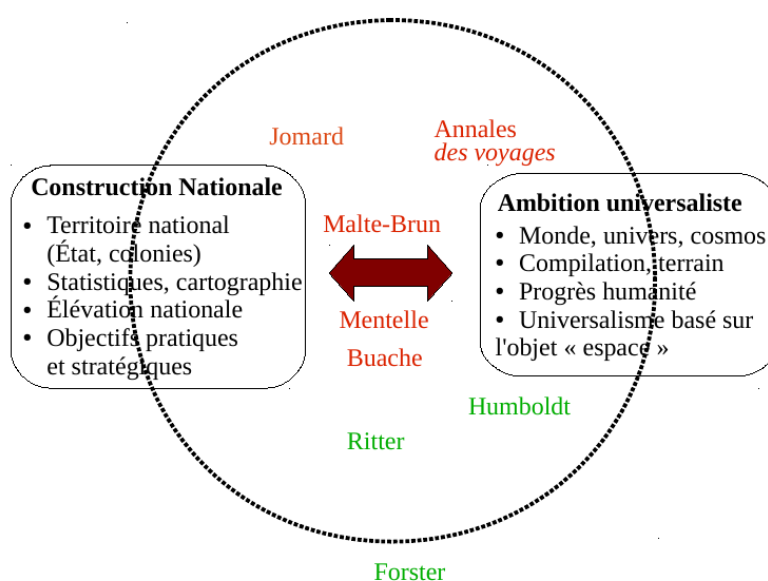 Jomard
Annales
des voyages
Construction Nationale
• Territoire national
(État, colonies)
• Statistiques, cartographie
• Élévation nationale
• Objectifs pratiques
et stratégiques
Malte-Brun
Mentelle
Buache
Ambition universaliste
• Monde, univers, cosmos
• Compilation, terrain
• Progrès humanité
• Universalisme basé sur
l'objet « espace »
Humboldt
Ritter
Forster